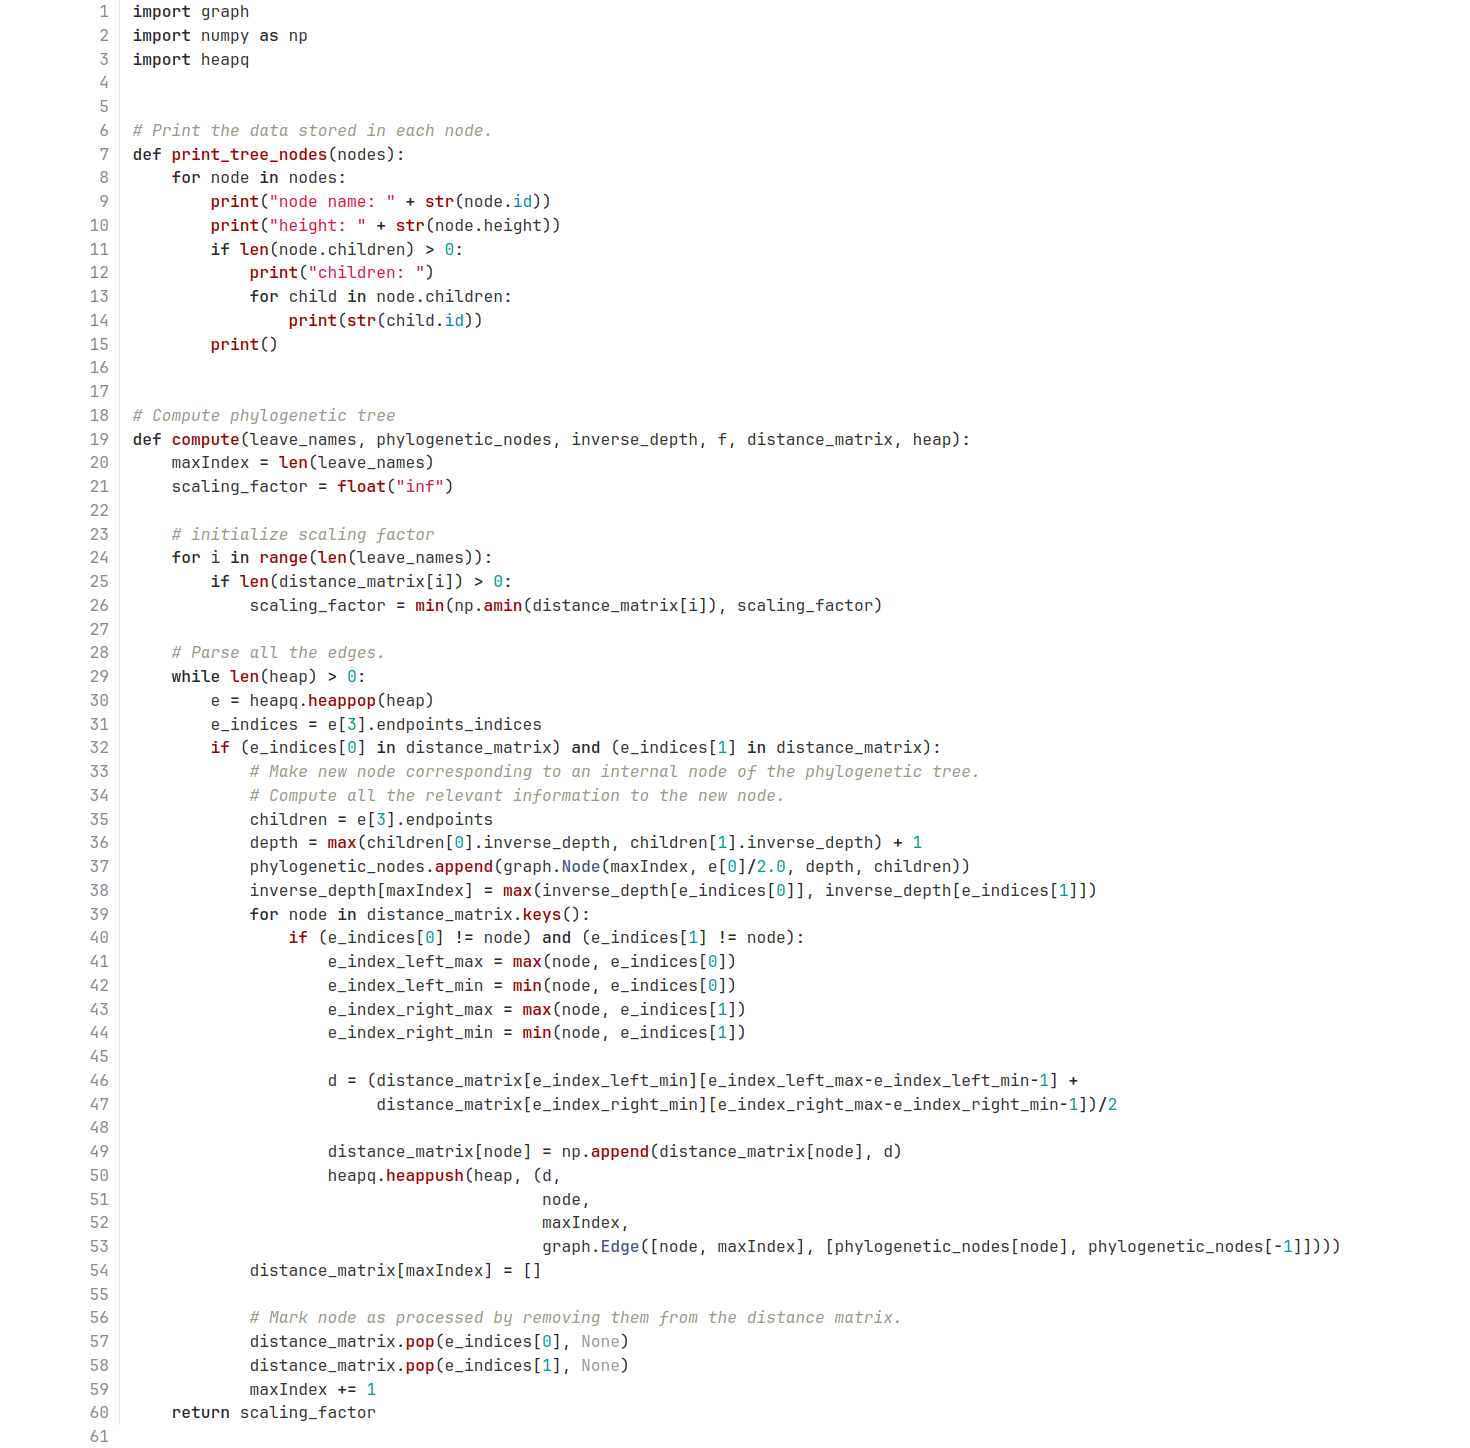 1 import graph
2 import numpy as np
3 import heapq
4
5
6 # Print the data stored in each node.
7 def print_tree_nodes(nodes):
8     for node in nodes:
9         print("node name: " + str(node.id))
10         print("height: " + str(node.height))
11         if len(node.children) > 0:
12             print("children: ")
13             for child in node.children:
14                 print(str(child.id))
15         print()
16
17
18 # Compute phylogenetic tree
19 def compute(leave_names, phylogenetic_nodes, inverse_depth, f, distance_matrix, heap):
20     maxIndex = len(leave_names)
21     scaling_factor = float("inf")
22
23     # initialize scaling factor
24     for i in range(len(leave_names)):
25         if len(distance_matrix[i]) > 0:
26             scaling_factor = min(np.amin(distance_matrix[i]), scaling_factor)
27
28     # Parse all the edges.
29     while len(heap) > 0:
30         e = heapq.heappop(heap)
31         e_indices = e[3].endpoints_indices
32         if (e_indices[0] in distance_matrix) and (e_indices[1] in distance_matrix):
33             # Make new node corresponding to an internal node of the phylogenetic tree.
34             # Compute all the relevant information to the new node.
35             children = e[3].endpoints
36             depth = max(children[0].inverse_depth, children[1].inverse_depth) + 1
37             phylogenetic_nodes.append(graph.Node(maxIndex, e[0]/2.0, depth, children))
38             inverse_depth[maxIndex] = max(inverse_depth[e_indices[0]], inverse_depth[e_indices[1]])
39             for node in distance_matrix.keys():
40                 if (e_indices[0] != node) and (e_indices[1] != node):
41                     e_index_left_max = max(node, e_indices[0])
42                     e_index_left_min = min(node, e_indices[0])
43                     e_index_right_max = max(node, e_indices[1])
44                     e_index_right_min = min(node, e_indices[1])
45
46                     d = (distance_matrix[e_index_left_min][e_index_left_max-e_index_left_min-1] +
47                          distance_matrix[e_index_right_min][e_index_right_max-e_index_right_min-1])/2
48
49                     distance_matrix[node] = np.append(distance_matrix[node], d)
50                     heapq.heappush(heap, (d,
51                                           node,
52                                           maxIndex,
53                                           graph.Edge([node, maxIndex], [phylogenetic_nodes[node], phylogenetic_nodes[-1]])))
54             distance_matrix[maxIndex] = []
55
56             # Mark node as processed by removing them from the distance matrix.
57             distance_matrix.pop(e_indices[0], None)
58             distance_matrix.pop(e_indices[1], None)
59             maxIndex += 1
60     return scaling_factor
61